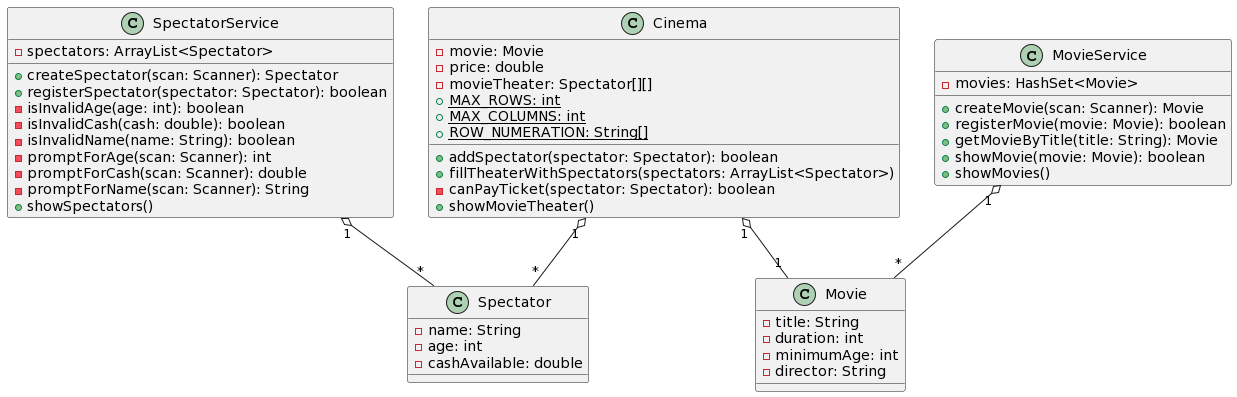 C SpectatorService
spectators: ArrayList<Spectator>
createSpectator(scan: Scanner): Spectator
registerSpectator(spectator: Spectator): boolean
isInvalidAge(age: int): boolean
isInvalidCash(cash: double): boolean
isInvalidName(name: String): boolean
promptForAge(scan: Scanner): int
promptForCash(scan: Scanner): double
promptForName(scan: Scanner): String
showSpectators()
C Cinema
movie: Movie
price: double
movieTheater: Spectator[][]
MAX_ROWS: int
MAX_COLUMNS: int
ROW_NUMERATION: String[]
addSpectator(spectator: Spectator): boolean
fillTheaterWithSpectators(spectators: ArrayList<Spectator>)
canPayTicket(spectator: Spectator): boolean
showMovieTheater()
C MovieService
movies: HashSet<Movie>
createMovie(scan: Scanner): Movie
registerMovie(movie: Movie): boolean
getMovieByTitle(title: String): Movie
showMovie(movie: Movie): boolean
showMovies()
1
*
1
*
1
1
1
*
C Spectator
name: String
age: int
cashAvailable: double
C Movie
title: String
duration: int
minimumAge: int
director: String